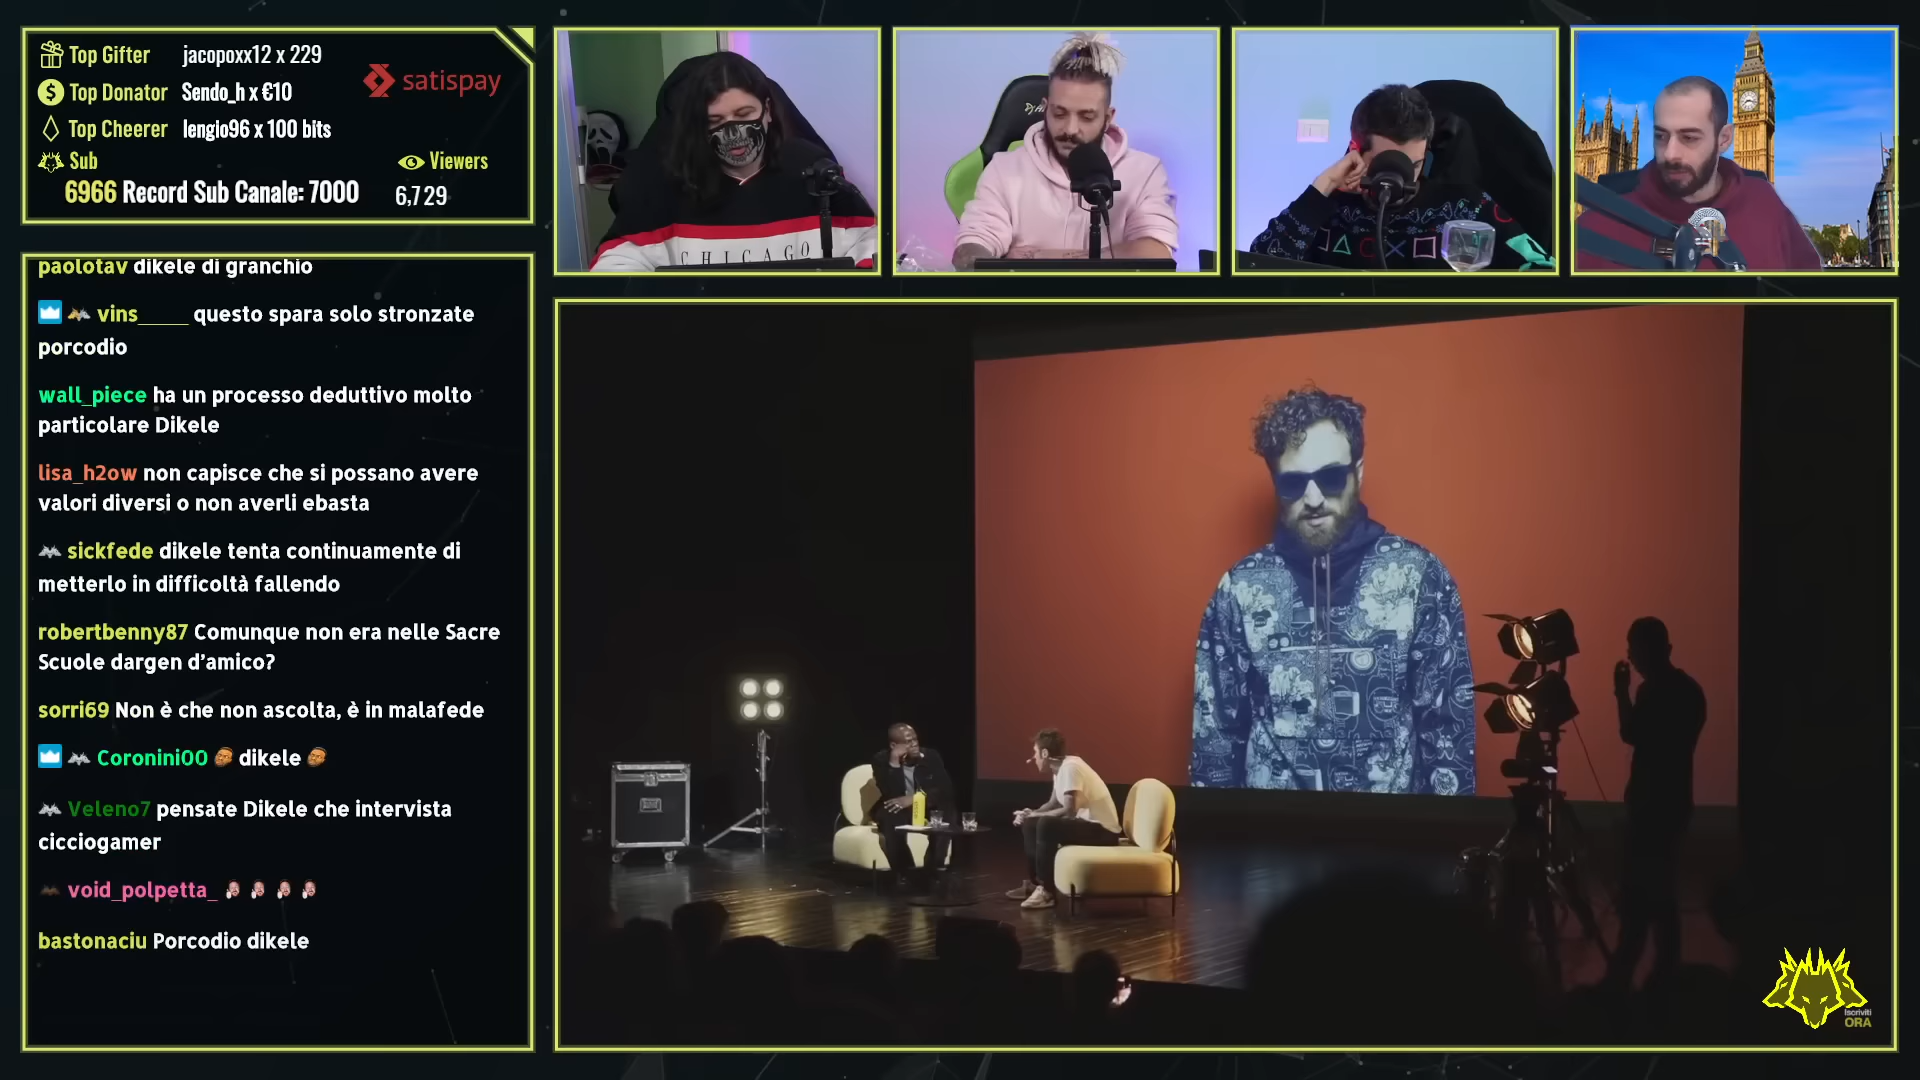 Top Gifter jacopoxx12 x 229
satispay
Top Donator Sendo_h x €10
Top Cheerer lengio96 x 100 bits
Sub
Viewers
6966 Record Sub Canale: 7000
6,729
CHICAGO
paolotav dikele di granchio
vins_____ questo spara solo stronzate
porcodio
wall_piece ha un processo deduttivo molto
particolare Dikele
lisa_h2ow non capisce che si possano avere
valori diversi o non averli ebasta
sickfede dikele tenta continuamente di
metterlo in difficoltà fallendo
robertbenny87 Comunque non era nelle Sacre
Scuole dargen d'amico?
sorri69 Non è che non ascolta, è in malafede
Coronini00 dikele
Veleno7 pensate Dikele che intervista
cicciogamer
void_polpetta_
bastonaciu Porcodio dikele
Iscriviti
ORA